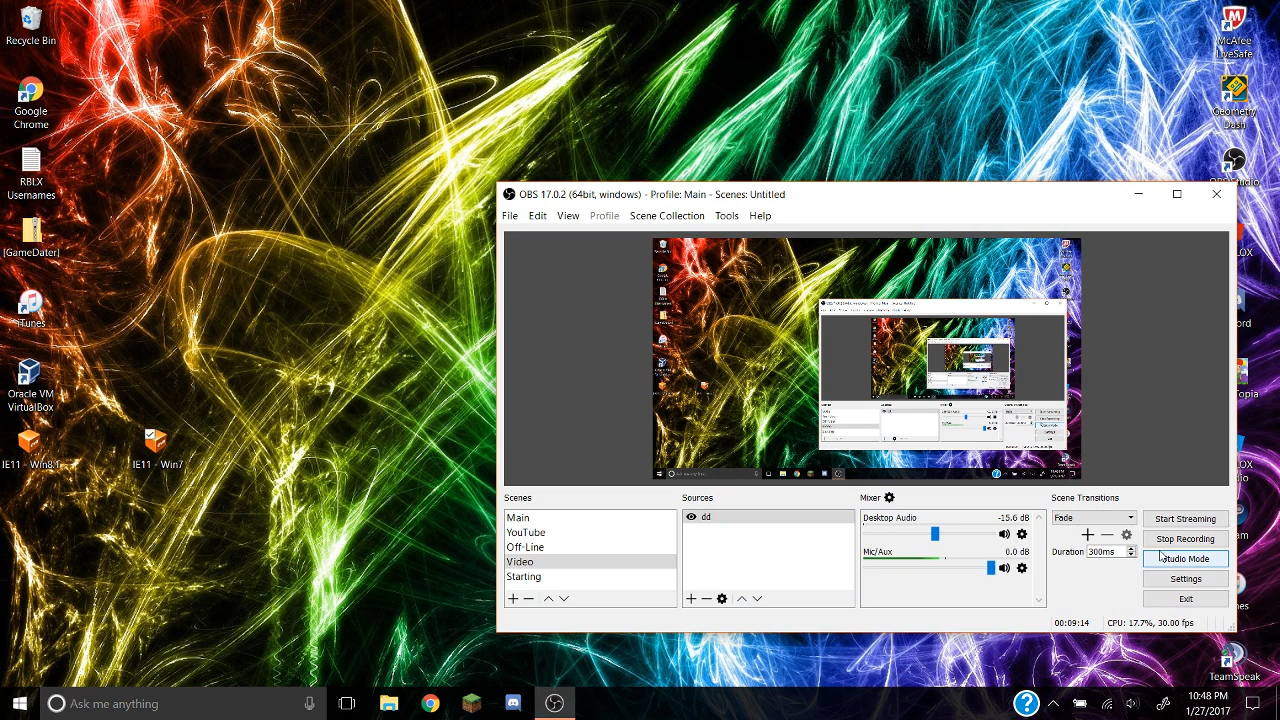 Recycle Bin
Google
Chrome
RBLX
Usernames
[GameDater]
iTunes
Oracle VM
VirtualBox
IE11 - Win8.1
IE11 - Win7
McAfee
LiveSafe
Geometry
Dash
OBS 17.0.2 (64bit, windows) - Profile: Main - Scenes: Untitled
File Edit View Profile Scene Collection Tools Help
Scenes
Main
YouTube
Off-Line
Video
Starting
Sources
dd
Mixer
Desktop Audio -15.6 dB
Mic/Aux 0.0 dB
Scene Transitions
Fade
Duration 300ms
Start Streaming
Stop Recording
Studio Mode
Settings
Exit
00:09:14 CPU: 17.7%, 30.00 fps
TeamSpeak
Ask me anything
10:48 PM
1/27/2017